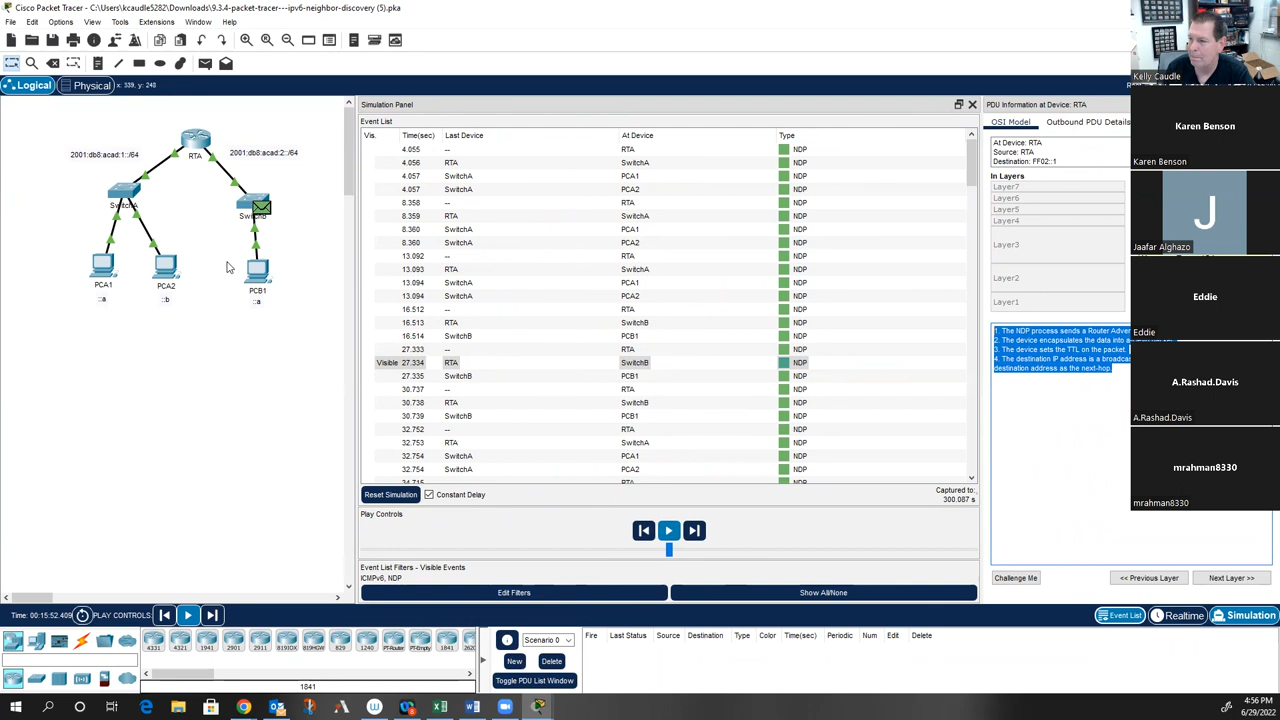 Cisco Packet Tracer - C:\Users\kcaudle5282\Downloads\9.3.4-packet-tracer---ipv6-neighbor-discovery (5).pka
File Edit Options View Tools Extensions Window Help
Logical Physical x: 339, y: 248
2001:db8:acad:1::/64
2001:db8:acad:2::/64
RTA
SwitchA
PCA1
::a
PCA2
::b
PCB1
::a
Simulation Panel
Event List
Vis. Time(sec) Last Device At Device Type
4.055 -- RTA NDP
4.056 RTA SwitchA NDP
4.057 SwitchA PCA1 NDP
4.057 SwitchA PCA2 NDP
8.358 -- RTA NDP
8.359 RTA SwitchA NDP
8.360 SwitchA PCA1 NDP
8.360 SwitchA PCA2 NDP
13.092 -- RTA NDP
13.093 RTA SwitchA NDP
13.094 SwitchA PCA1 NDP
13.094 SwitchA PCA2 NDP
16.512 -- RTA NDP
16.513 RTA SwitchB NDP
16.514 SwitchB PCB1 NDP
27.333 -- RTA NDP
Visible 27.334 RTA SwitchB NDP
27.335 SwitchB PCB1 NDP
30.737 -- RTA NDP
30.738 RTA SwitchB NDP
30.739 SwitchB PCB1 NDP
32.752 -- RTA NDP
32.753 RTA SwitchA NDP
32.754 SwitchA PCA1 NDP
32.754 SwitchA PCA2 NDP
Reset Simulation Constant Delay
Captured to:
300.087 s
Play Controls
Event List Filters - Visible Events
ICMPv6, NDP
Edit Filters Show All/None
PDU Information at Device: RTA
OSI Model Outbound PDU Details
At Device: RTA
Source: RTA
Destination: FF02::1
In Layers
Layer7
Layer6
Layer5
Layer4
Layer3
Layer2
Layer1
1. The NDP process sends a Router
2. The device encapsulates the data into
3. The device sets the TTL on the packet.
4. The destination IP address is a
destination address as the next-hop.
Challenge Me << Previous Layer Next Layer >>
Kelly Caudle
Karen Benson
Karen Benson
J
Jaafar Alghazo
Eddie
Eddie
A.Rashad.Davis
A.Rashad.Davis
mrahman8330
mrahman8330
Time: 00:15:52.409 PLAY CONTROLS:
Event List Realtime Simulation
4331 4321 1941 2901 2911 819IOX 819HGW 829 1240 PT-Router PT-Empty 1841
1841
Scenario 0
New Delete
Toggle PDU List Window
Fire Last Status Source Destination Type Color Time(sec) Periodic Num Edit Delete
4:56 PM
6/29/2022